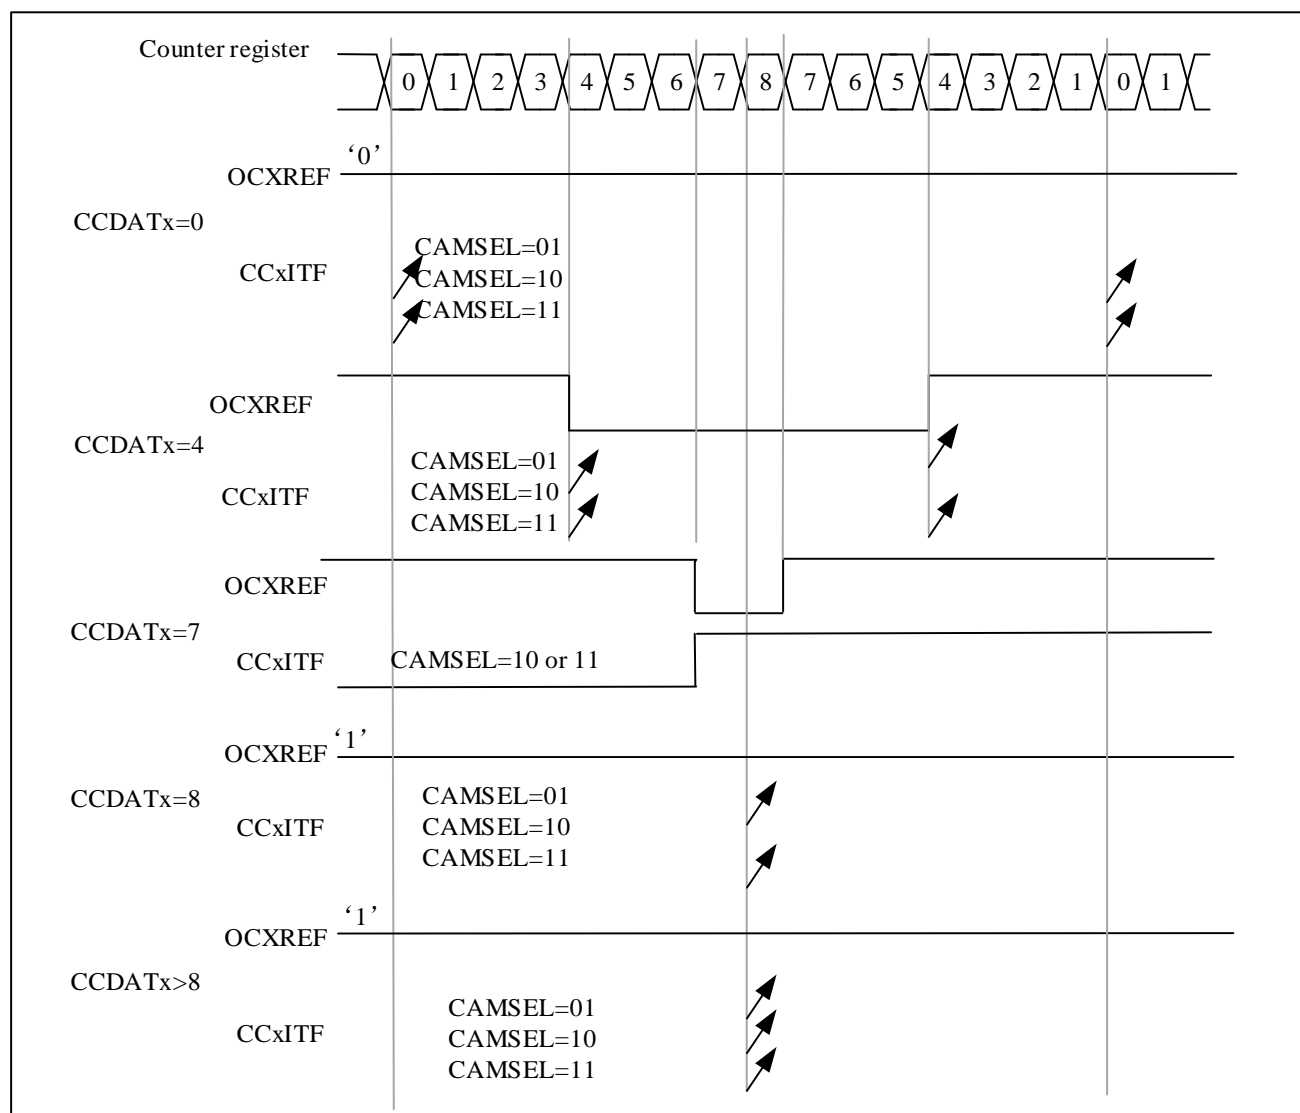 Counter register
0 1 2 3 4 5 6 7 8 7 6 5 4 3 2 1 0 1
‘0’
OCXREF
CCDATx=0
CAMSEL=01
CCxITF
CAMSEL=10
CAMSEL=11
OCXREF
CCDATx=4
CAMSEL=01
CCxITF
CAMSEL=10
CAMSEL=11
OCXREF
CCDATx=7
CCxITF
CAMSEL=10 or 11
‘1’
OCXREF
CCDATx=8
CAMSEL=01
CCxITF
CAMSEL=10
CAMSEL=11
‘1’
OCXREF
CCDATx>8
CAMSEL=01
CCxITF
CAMSEL=10
CAMSEL=11